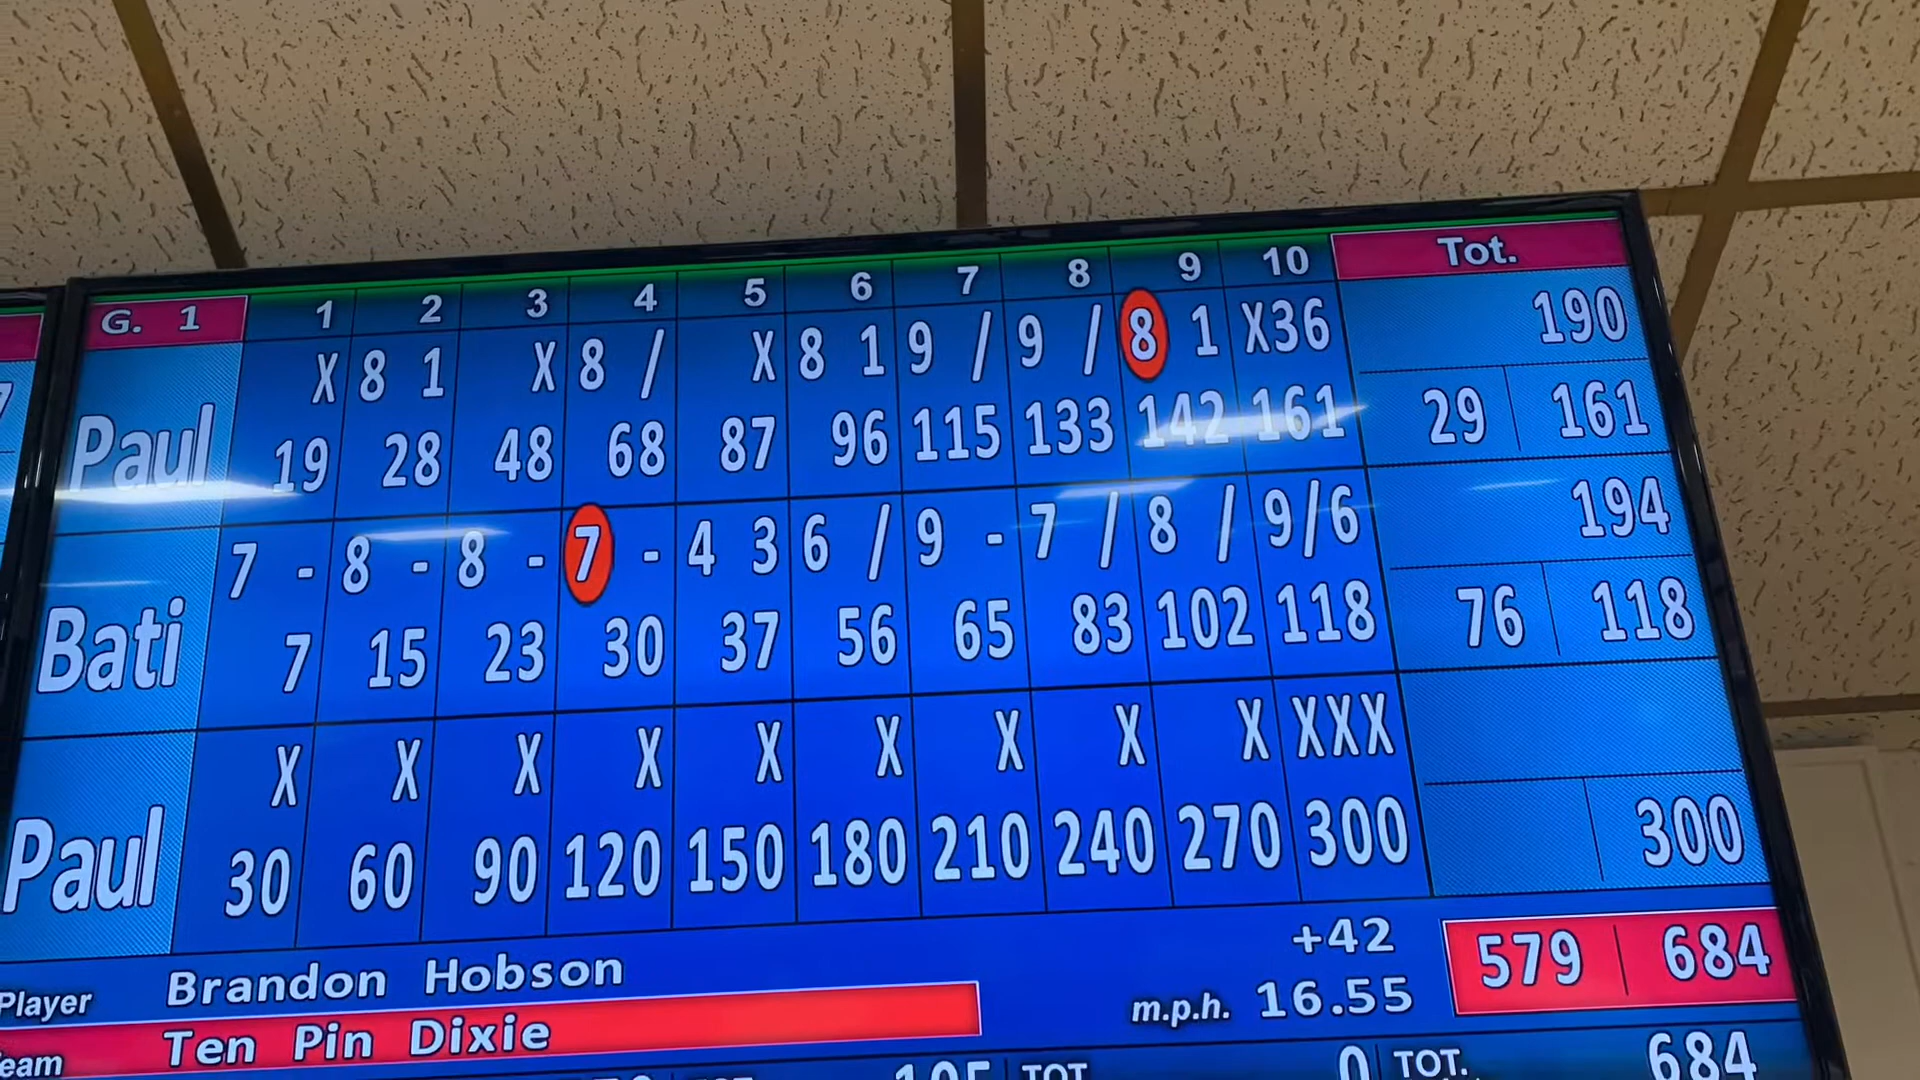 G. 1 1 2 3 4 5 6 7 8 9 10 Tot.
X 8 1 X 8 / X 8 1 9 / 9 / 8 1 X36 190
Paul 19 28 48 68 87 96 115 133 142 161 29 161
7 - 8 - 8 - 7 - 4 3 6 / 9 - 7 / 8 / 9/6 194
Bati 7 15 23 30 37 56 65 83 102 118 76 118
X X X X X X X X X XXX
Paul 30 60 90 120 150 180 210 240 270 300 300
+42 579 684
Player Brandon Hobson
m.p.h. 16.55
Ten Pin Dixie
TOT 0 TOT. 684